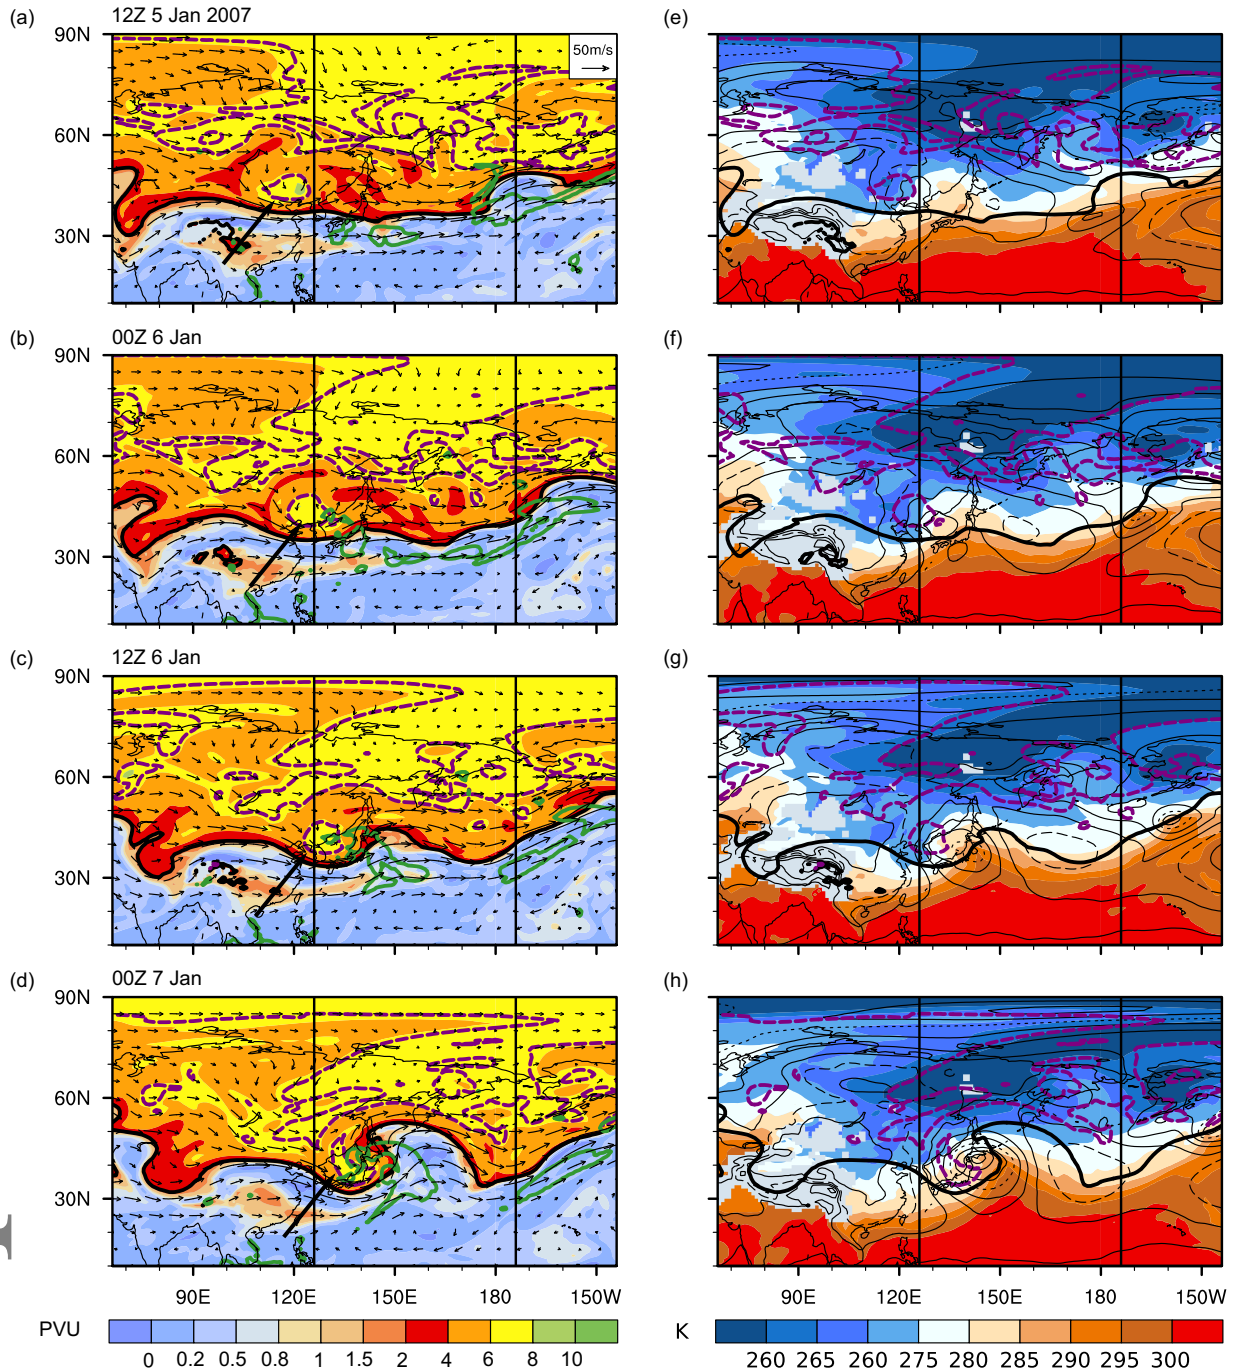 (a) 12Z 5 Jan 2007 (e)
90N
50m/s
60N
30N
(b) 00Z 6 Jan (f)
90N
60N
30N
(c) 12Z 6 Jan (g)
90N
60N
30N
(d) 00Z 7 Jan (h)
90N
60N
30N
90E 120E 150E 180 150W 90E 120E 150E 180 150W
PVU K
0 0.2 0.5 0.8 1 1.5 2 4 6 8 10 260 265 260 275 280 285 290 295 300